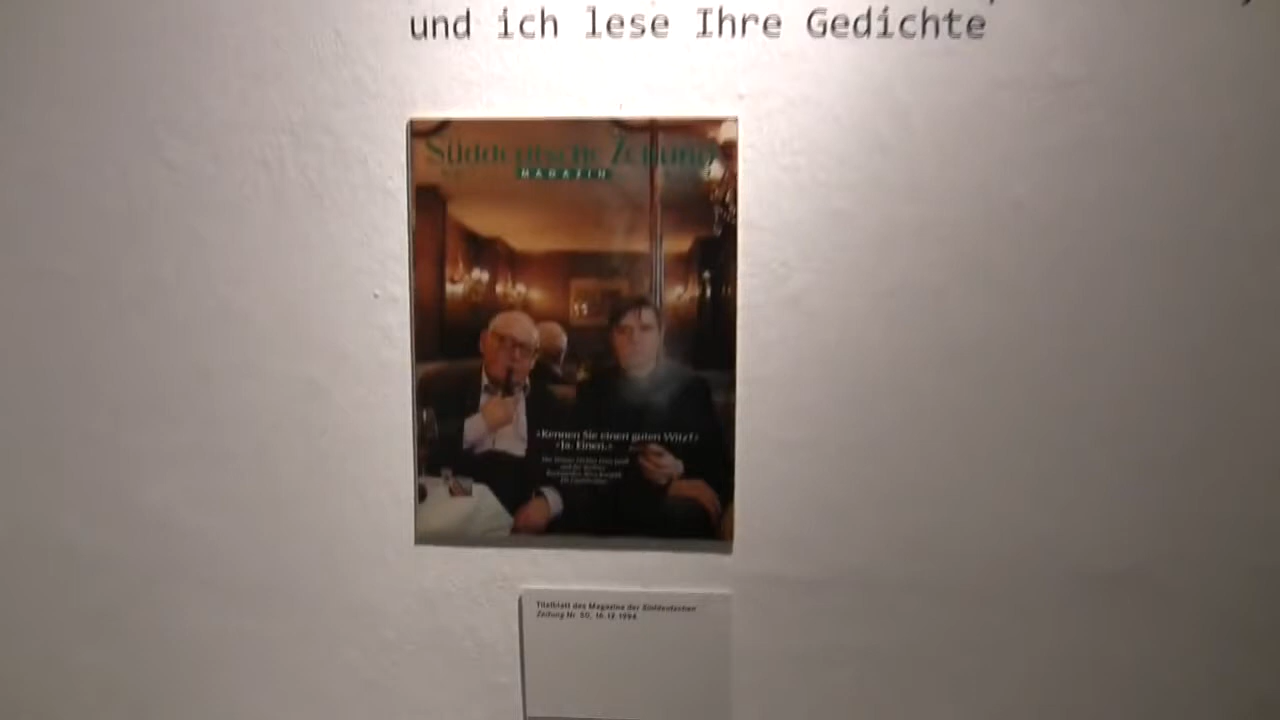 und ich lese Ihre Gedichte
Süddeutsche Zeitung
MAGAZIN
»Kennen Sie einen guten Witz?«
»Ja. Einen.«
Titelblatt des Magazins der Süddeutschen
Zeitung Nr. 50, 16.12.1994